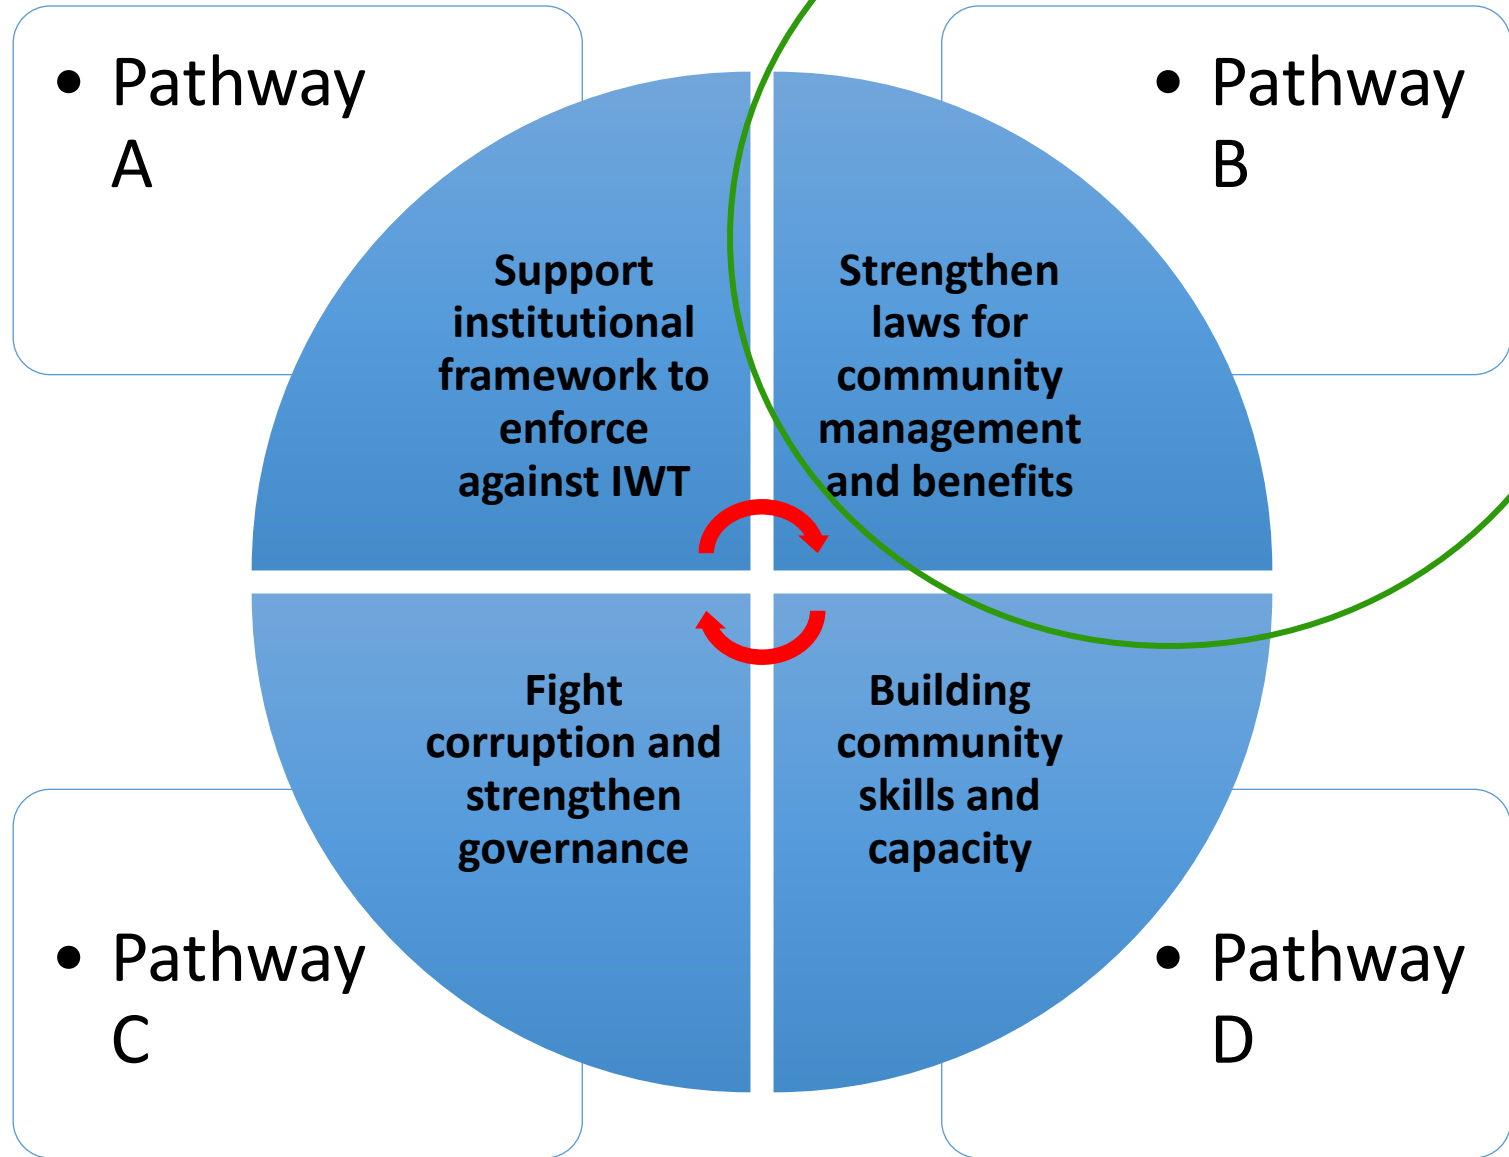 • Pathway
A
• Pathway
B
Support
institutional
framework to
enforce
against IWT
Strengthen
laws for
community
management
and benefits
Fight
corruption and
strengthen
governance
Building
community
skills and
capacity
• Pathway
C
• Pathway
D